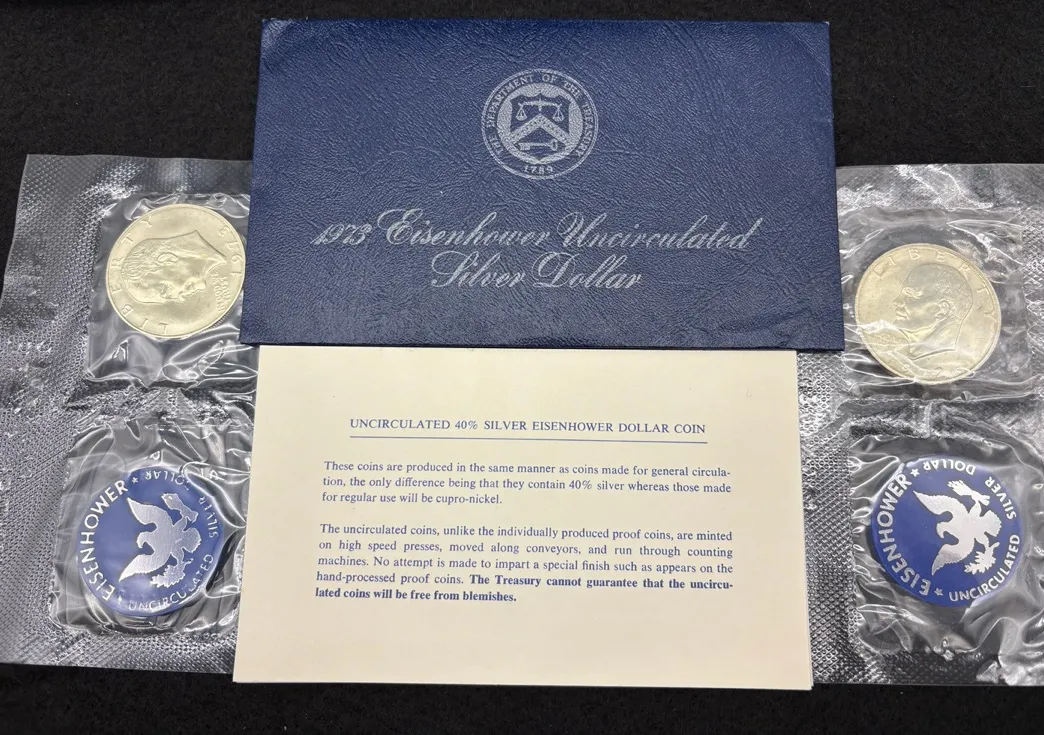 THE DEPARTMENT OF THE TREASURY
1789
1973 Eisenhower Uncirculated
Silver Dollar
LIBERTY
1973
LIBERTY
UNCIRCULATED 40% SILVER EISENHOWER DOLLAR COIN
These coins are produced in the same manner as coins made for general circula-
tion, the only difference being that they contain 40% silver whereas those made
for regular use will be cupro-nickel.
The uncirculated coins, unlike the individually produced proof coins, are minted
on high speed presses, moved along conveyors, and run through counting
machines. No attempt is made to impart a special finish such as appears on the
hand-processed proof coins. The Treasury cannot guarantee that the uncircu-
lated coins will be free from blemishes.
EISENHOWER ★ DOLLAR
SILVER
UNCIRCULATED
EISENHOWER ★ DOLLAR
SILVER
★ UNCIRCULATED